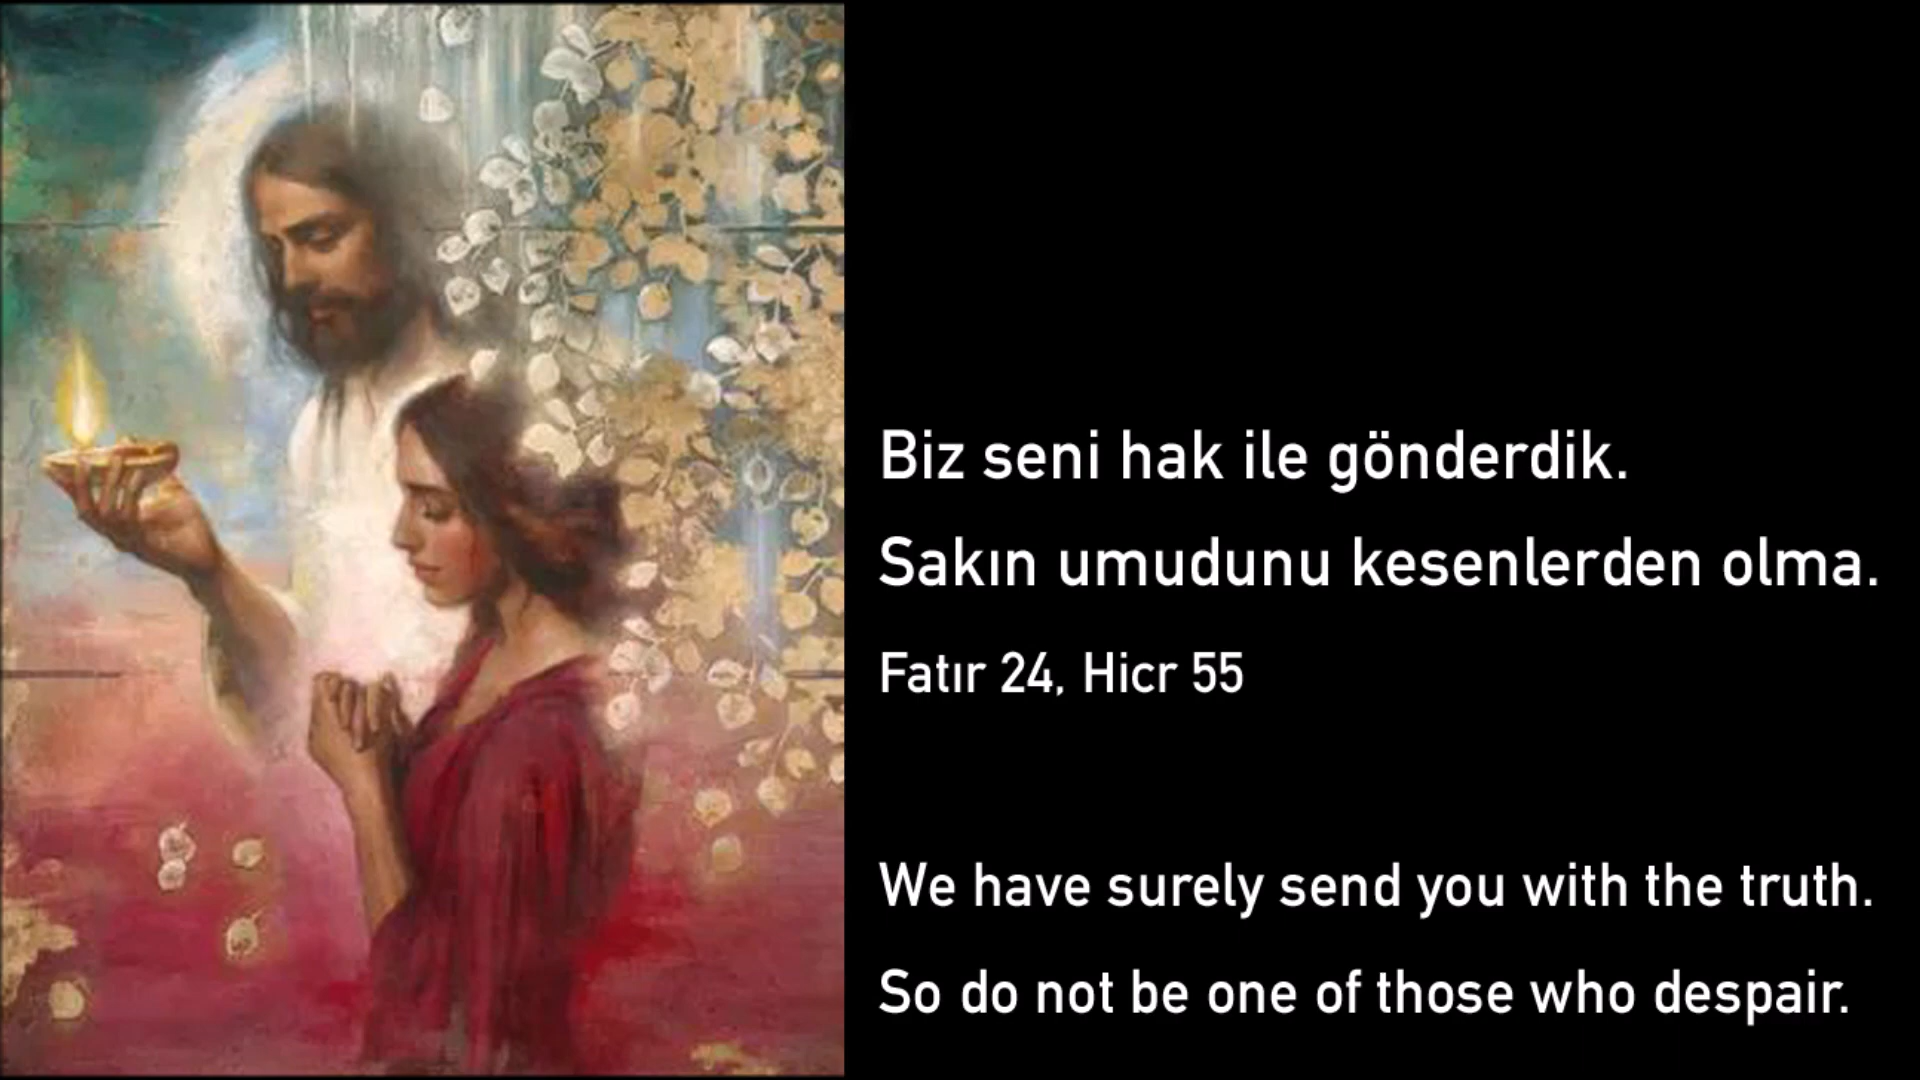 Biz seni hak ile gönderdik.
Sakın umudunu kesenlerden olma.
Fatır 24, Hicr 55
We have surely send you with the truth.
So do not be one of those who despair.